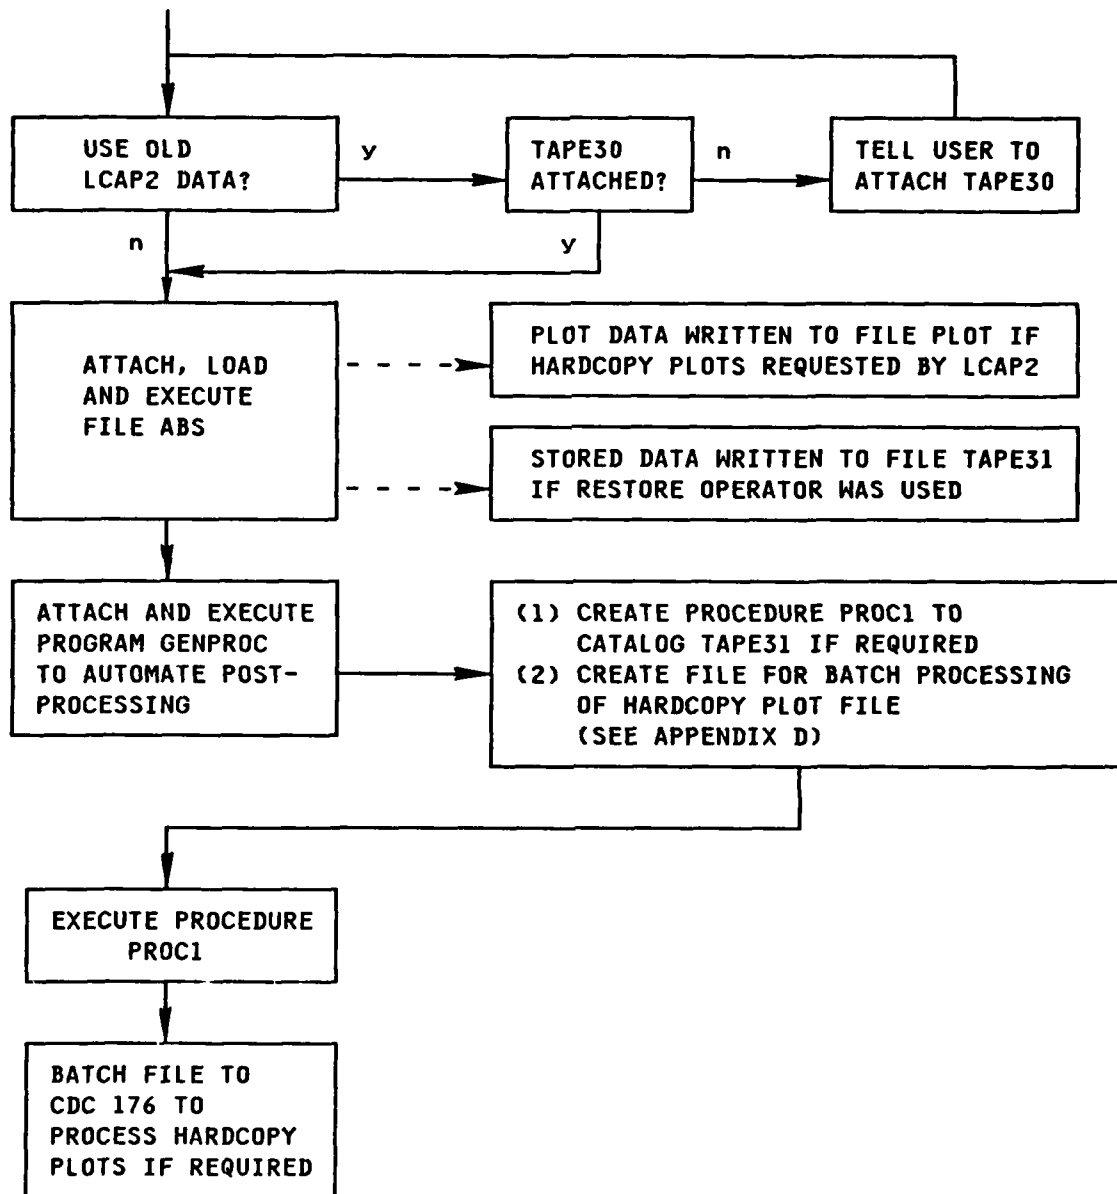 USE OLD
LCAP2 DATA?
y
TAPE30
ATTACHED?
n
TELL USER TO
ATTACH TAPE30
n
y
ATTACH, LOAD
AND EXECUTE
FILE ABS
PLOT DATA WRITTEN TO FILE PLOT IF
HARDCOPY PLOTS REQUESTED BY LCAP2
STORED DATA WRITTEN TO FILE TAPE31
IF RESTORE OPERATOR WAS USED
ATTACH AND EXECUTE
PROGRAM GENPROC
TO AUTOMATE POST-
PROCESSING
(1) CREATE PROCEDURE PROC1 TO
CATALOG TAPE31 IF REQUIRED
(2) CREATE FILE FOR BATCH PROCESSING
OF HARDCOPY PLOT FILE
(SEE APPENDIX D)
EXECUTE PROCEDURE
PROC1
BATCH FILE TO
CDC 176 TO
PROCESS HARDCOPY
PLOTS IF REQUIRED